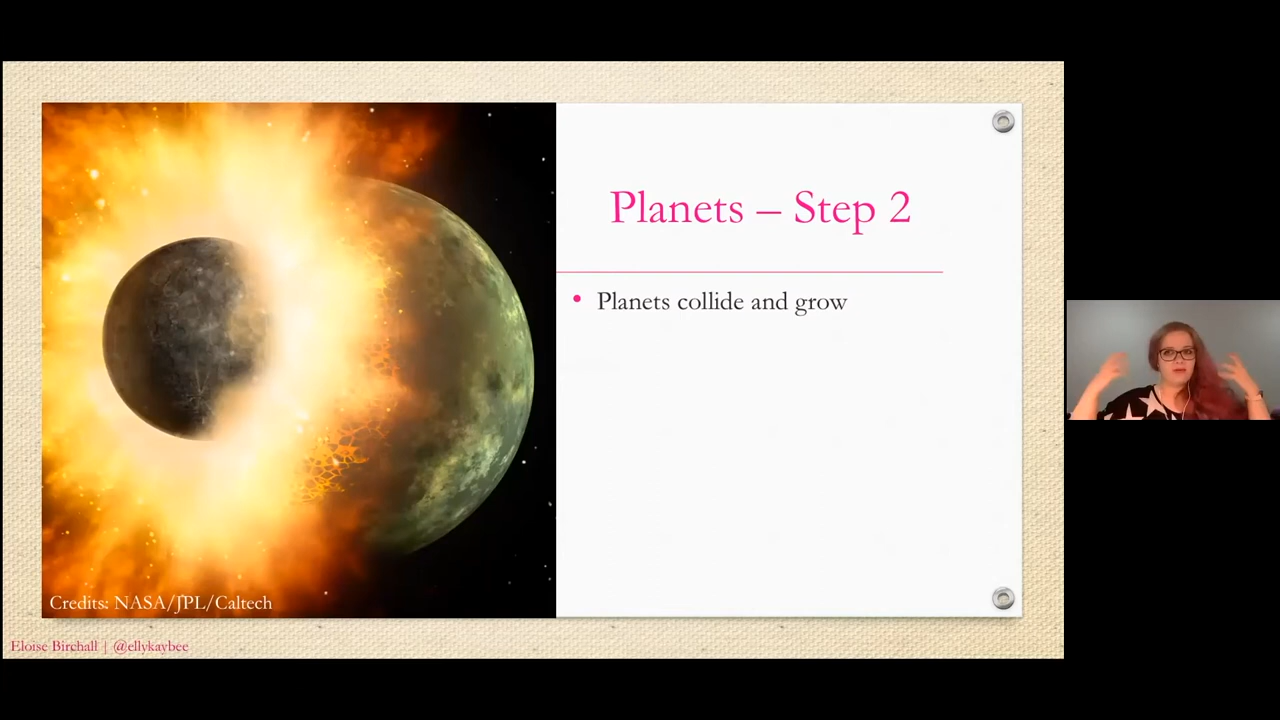 Planets – Step 2
• Planets collide and grow
Credits: NASA/JPL/Caltech
Eloise Birchall | @ellykaybee